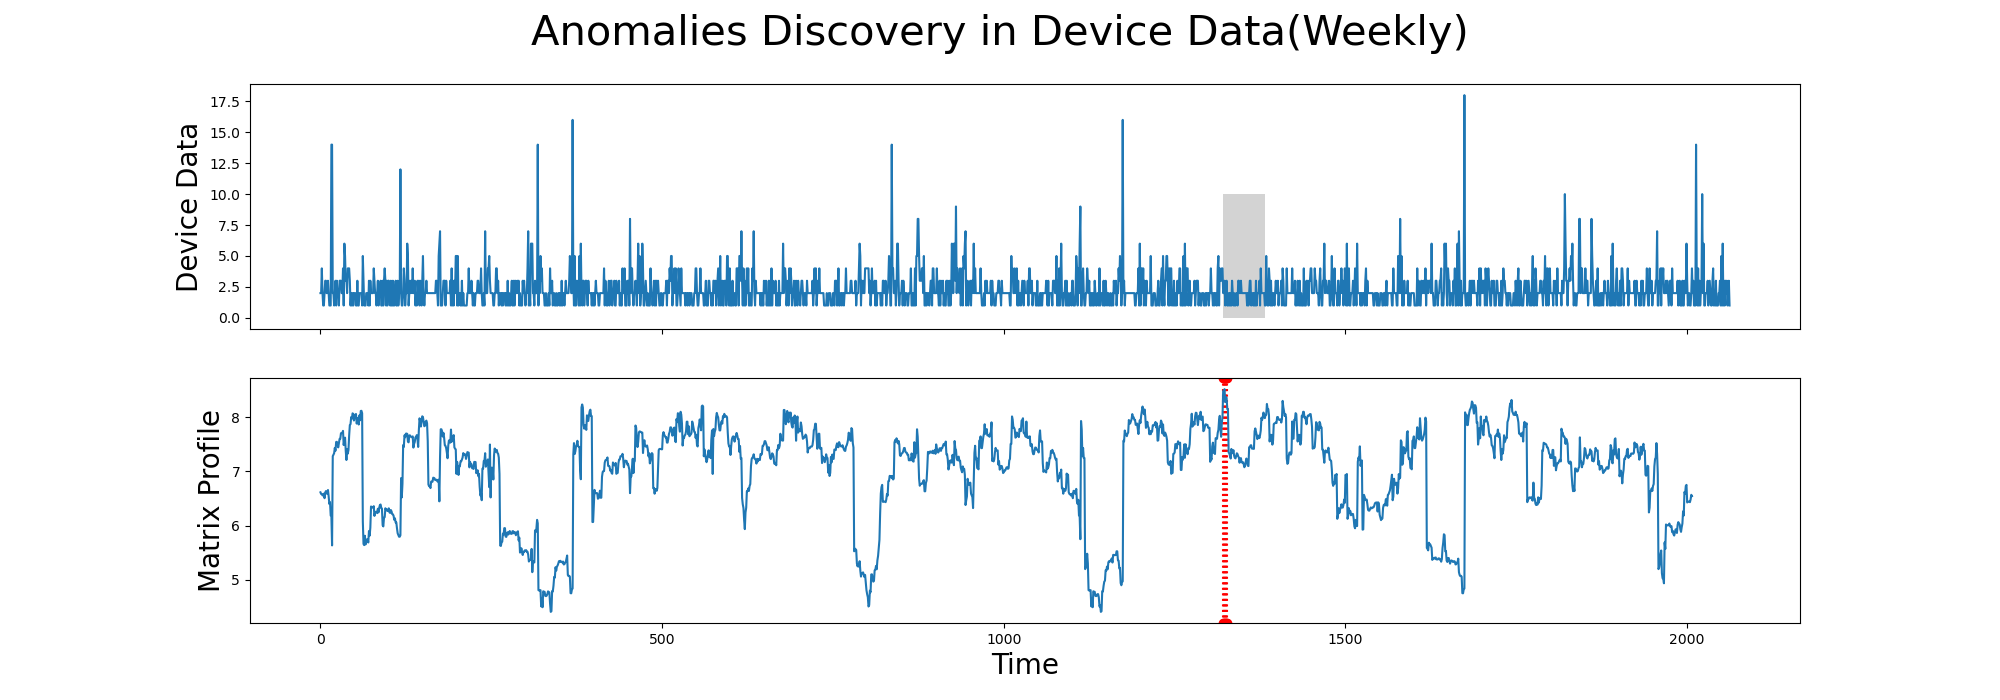 Anomalies Discovery in Device Data(Weekly)
Device Data
17.5
15.0
12.5
10.0
7.5
5.0
2.5
0.0
Matrix Profile
8
7
6
5
0 500 1000 1500 2000
Time